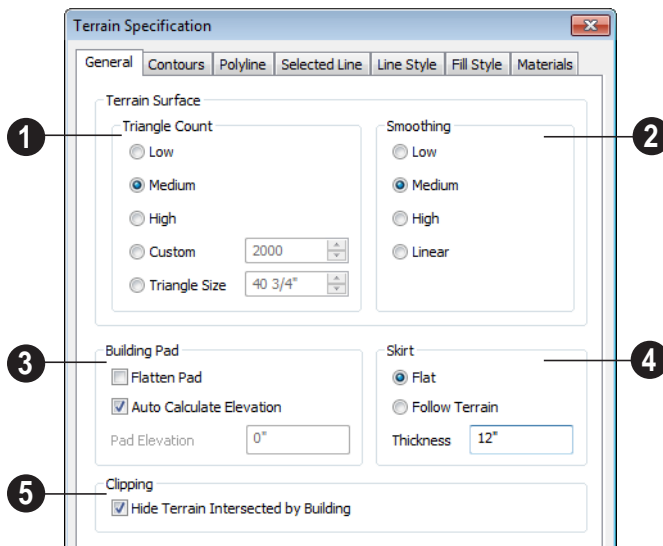 Terrain Specification
General Contours Polyline Selected Line Line Style Fill Style Materials
Terrain Surface
1
Triangle Count
Low
Medium
High
Custom 2000
Triangle Size 40 3/4"
Smoothing
2
Low
Medium
High
Linear
3
Building Pad
Flatten Pad
Auto Calculate Elevation
Pad Elevation 0"
Skirt
4
Flat
Follow Terrain
Thickness 12"
5
Clipping
Hide Terrain Intersected by Building